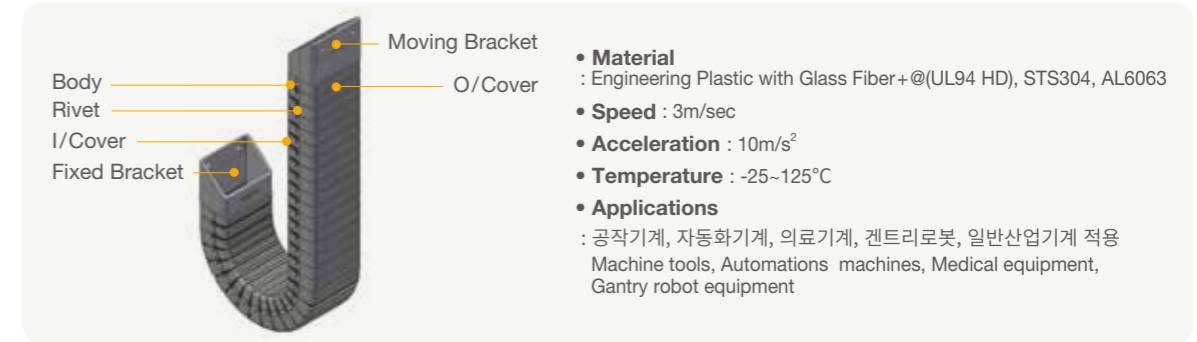 Moving Bracket
Body
O/Cover
Rivet
I/Cover
Fixed Bracket
• Material
: Engineering Plastic with Glass Fiber+@(UL94 HD), STS304, AL6063
• Speed : 3m/sec
• Acceleration : 10m/s²
• Temperature : -25~125°C
• Applications
: 공작기계, 자동화기계, 의료기계, 겐트리로봇, 일반산업기계 적용
Machine tools, Automations machines, Medical equipment,
Gantry robot equipment